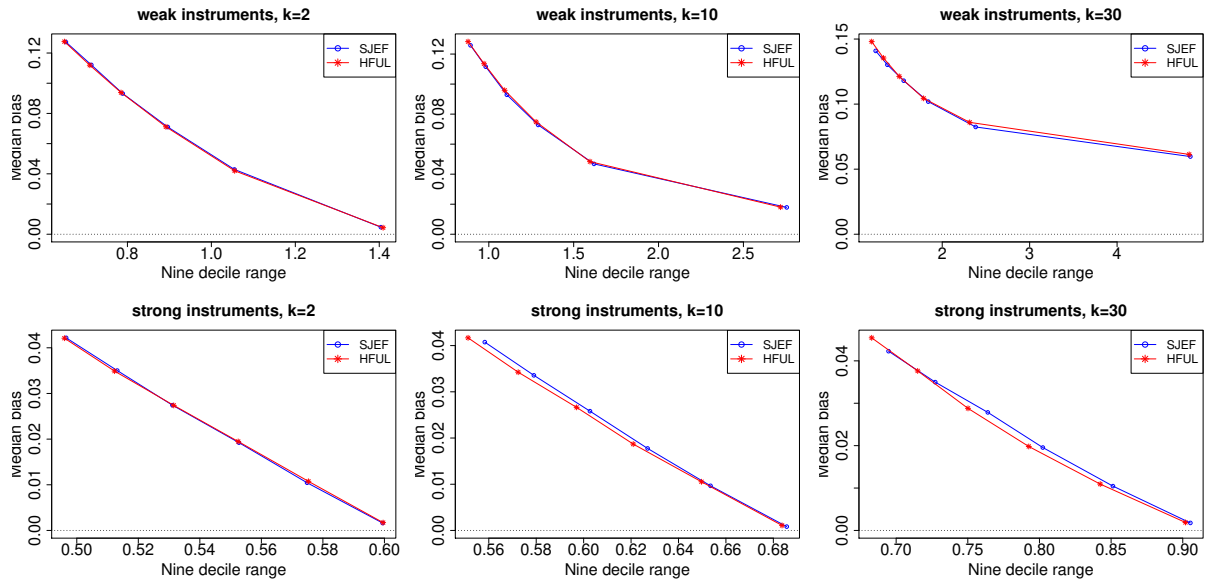 weak instruments, k=2
SJEF
HFUL
Median bias
0.00 0.04 0.08 0.12
0.8 1.0 1.2 1.4
Nine decile range
weak instruments, k=10
SJEF
HFUL
Median bias
0.00 0.04 0.08 0.12
1.0 1.5 2.0 2.5
Nine decile range
weak instruments, k=30
SJEF
HFUL
Median bias
0.00 0.05 0.10 0.15
2 3 4
Nine decile range
strong instruments, k=2
SJEF
HFUL
Median bias
0.00 0.01 0.02 0.03 0.04
0.50 0.52 0.54 0.56 0.58 0.60
Nine decile range
strong instruments, k=10
SJEF
HFUL
Median bias
0.00 0.01 0.02 0.03 0.04
0.56 0.58 0.60 0.62 0.64 0.66 0.68
Nine decile range
strong instruments, k=30
SJEF
HFUL
Median bias
0.00 0.02 0.04
0.70 0.75 0.80 0.85 0.90
Nine decile range